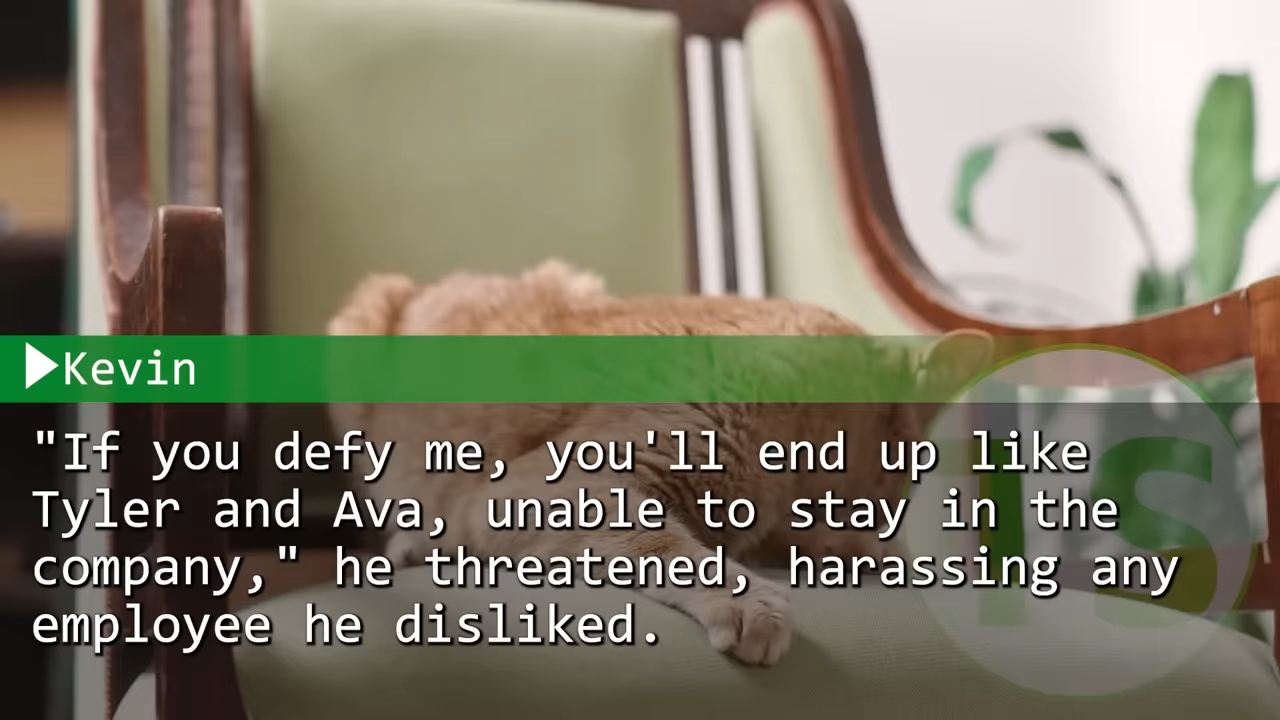 Kevin
"If you defy me, you'll end up like
Tyler and Ava, unable to stay in the
company," he threatened, harassing any
employee he disliked.
TS